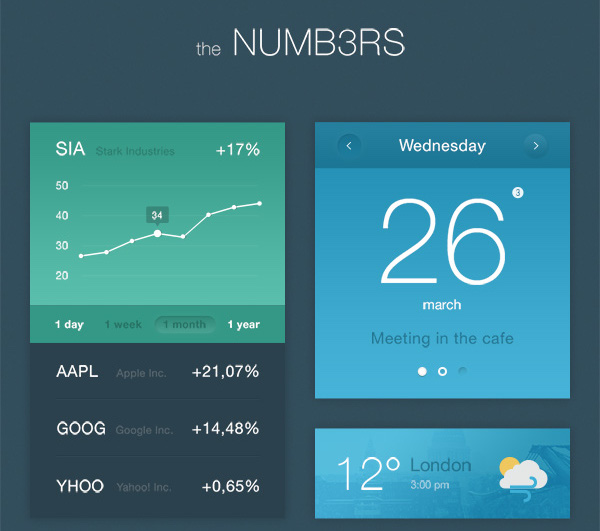 the NUMB3RS
SIA Stark Industries +17%
50
40
34
30
20
1 day 1 week 1 month 1 year
AAPL Apple Inc. +21,07%
GOOG Google Inc. +14,48%
YHOO Yahoo! Inc. +0,65%
< Wednesday >
26 3
march
Meeting in the cafe
12° London
3:00 pm